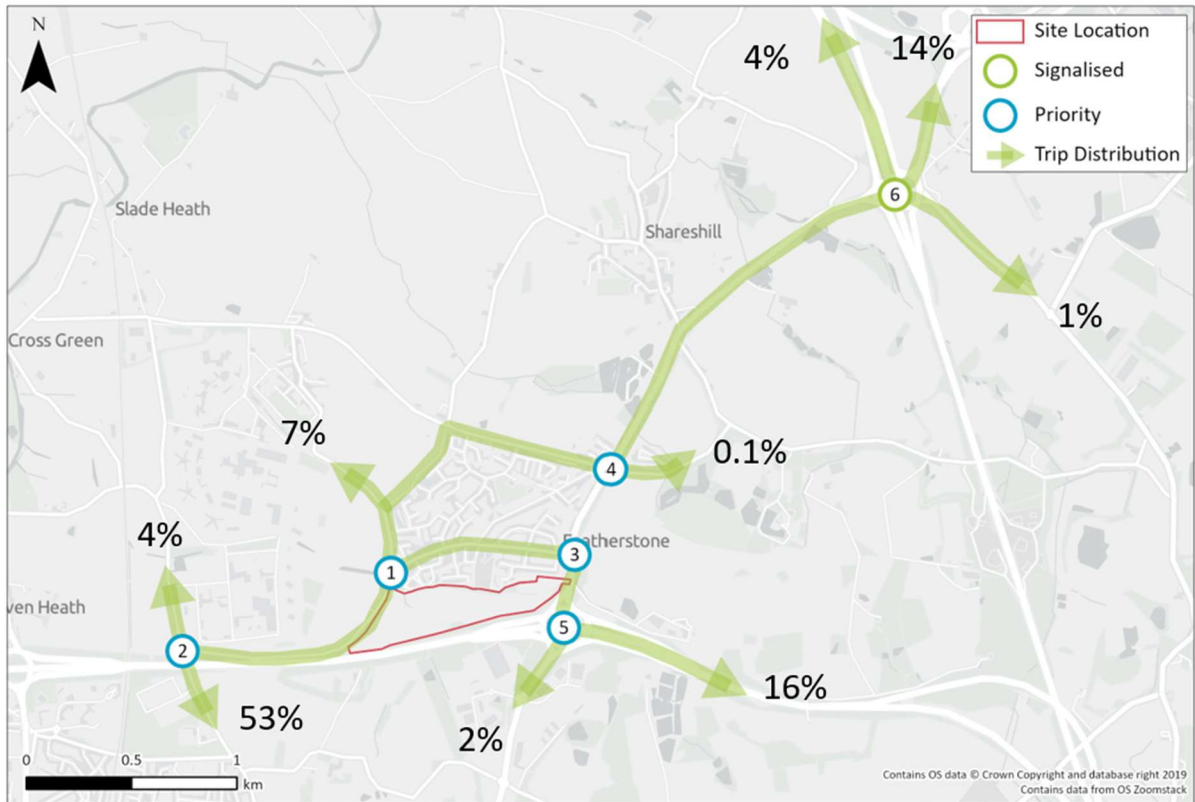 N
4%
14%
Site Location
Signalised
Priority
Trip Distribution
6
Slade Heath
Shareshill
1%
Cross Green
7%
4
0.1%
4%
3
Featherstone
1
ven Heath
2
5
16%
53%
2%
0 0.5 1
km
Contains OS data © Crown Copyright and database right 2019
Contains data from OS Zoomstack